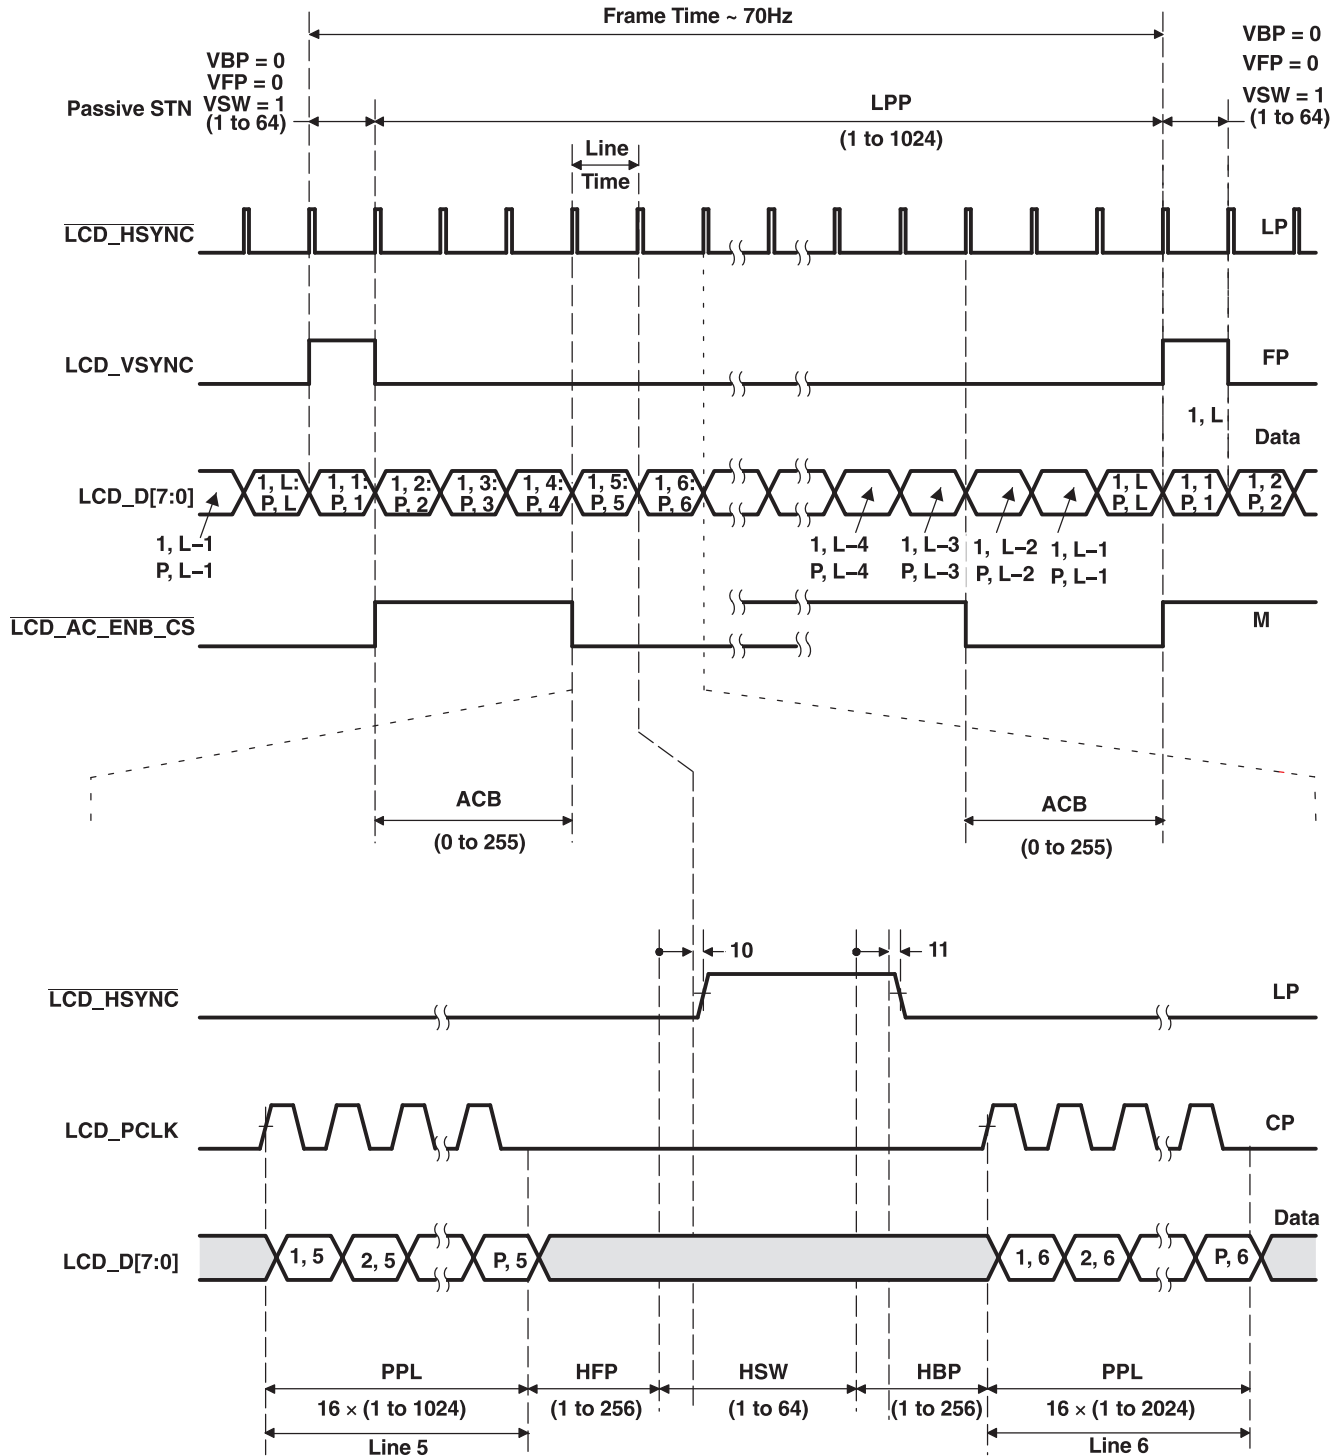 Frame Time ~ 70Hz
VBP = 0
VFP = 0
VSW = 1
(1 to 64)
VBP = 0
VFP = 0
VSW = 1
(1 to 64)
Passive STN
LPP
(1 to 1024)
Line
Time
LCD_HSYNC
LP
LCD_VSYNC
FP
1, L
Data
LCD_D[7:0]
1, L:
P, L
1, 1:
P, 1
1, 2:
P, 2
1, 3:
P, 3
1, 4:
P, 4
1, 5:
P, 5
1, 6:
P, 6
1, L
P, L
1, 1
P, 1
1, 2
P, 2
1, L–1
P, L–1
1, L–4
P, L–4
1, L–3
P, L–3
1, L–2
P, L–2
1, L–1
P, L–1
LCD_AC_ENB_CS
M
ACB
(0 to 255)
ACB
(0 to 255)
10
11
LCD_HSYNC
LP
LCD_PCLK
CP
Data
LCD_D[7:0]
1, 5
2, 5
P, 5
1, 6
2, 6
P, 6
PPL
HFP
HSW
HBP
PPL
16 × (1 to 1024)
(1 to 256)
(1 to 64)
(1 to 256)
16 × (1 to 2024)
Line 5
Line 6